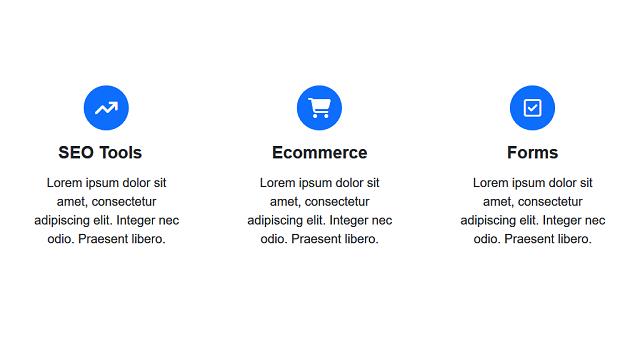 SEO Tools
Lorem ipsum dolor sit
amet, consectetur
adipiscing elit. Integer nec
odio. Praesent libero.
Ecommerce
Lorem ipsum dolor sit
amet, consectetur
adipiscing elit. Integer nec
odio. Praesent libero.
Forms
Lorem ipsum dolor sit
amet, consectetur
adipiscing elit. Integer nec
odio. Praesent libero.